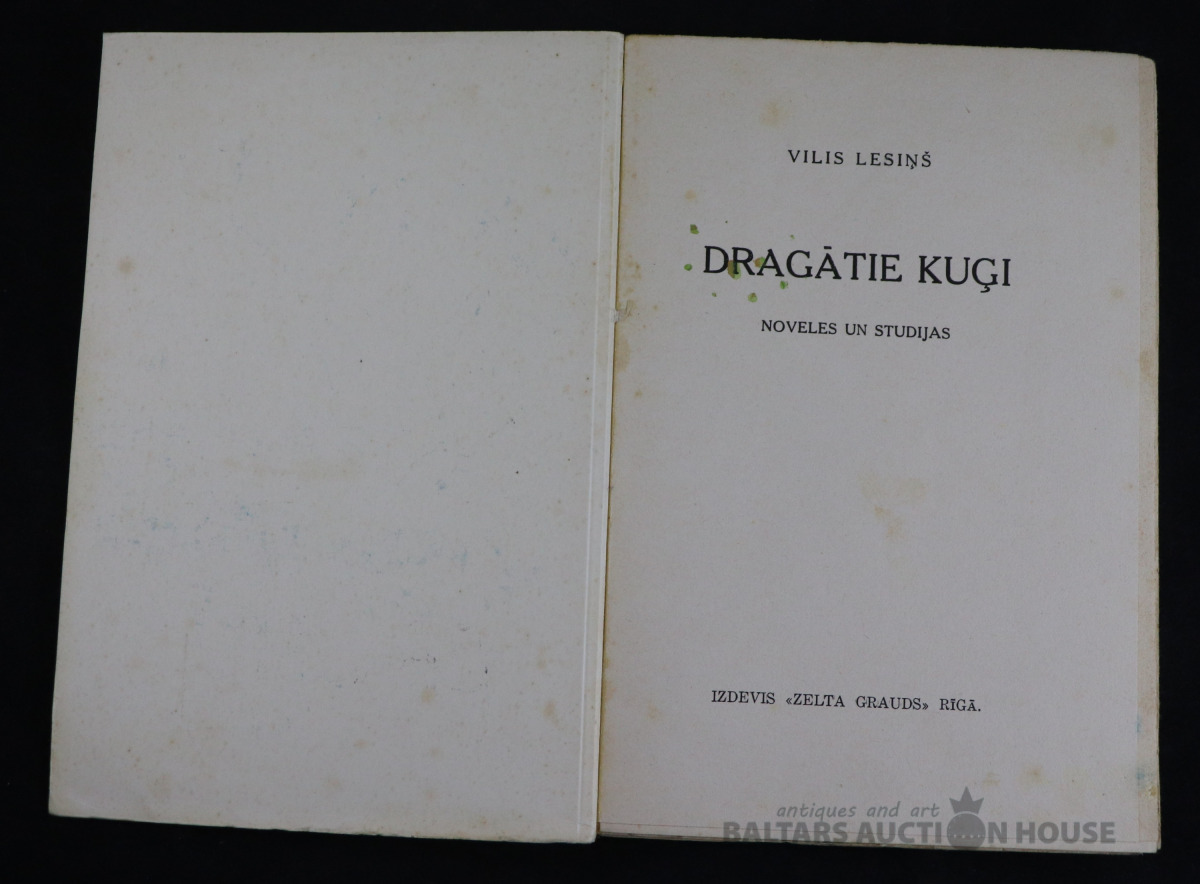 VILIS LESIŅŠ
DRAGĀTIE KUĢI
NOVELES UN STUDIJAS
IZDEVIS «ZELTA GRAUDS» RĪGĀ.
antiques and art
BALTARS AUCTION HOUSE